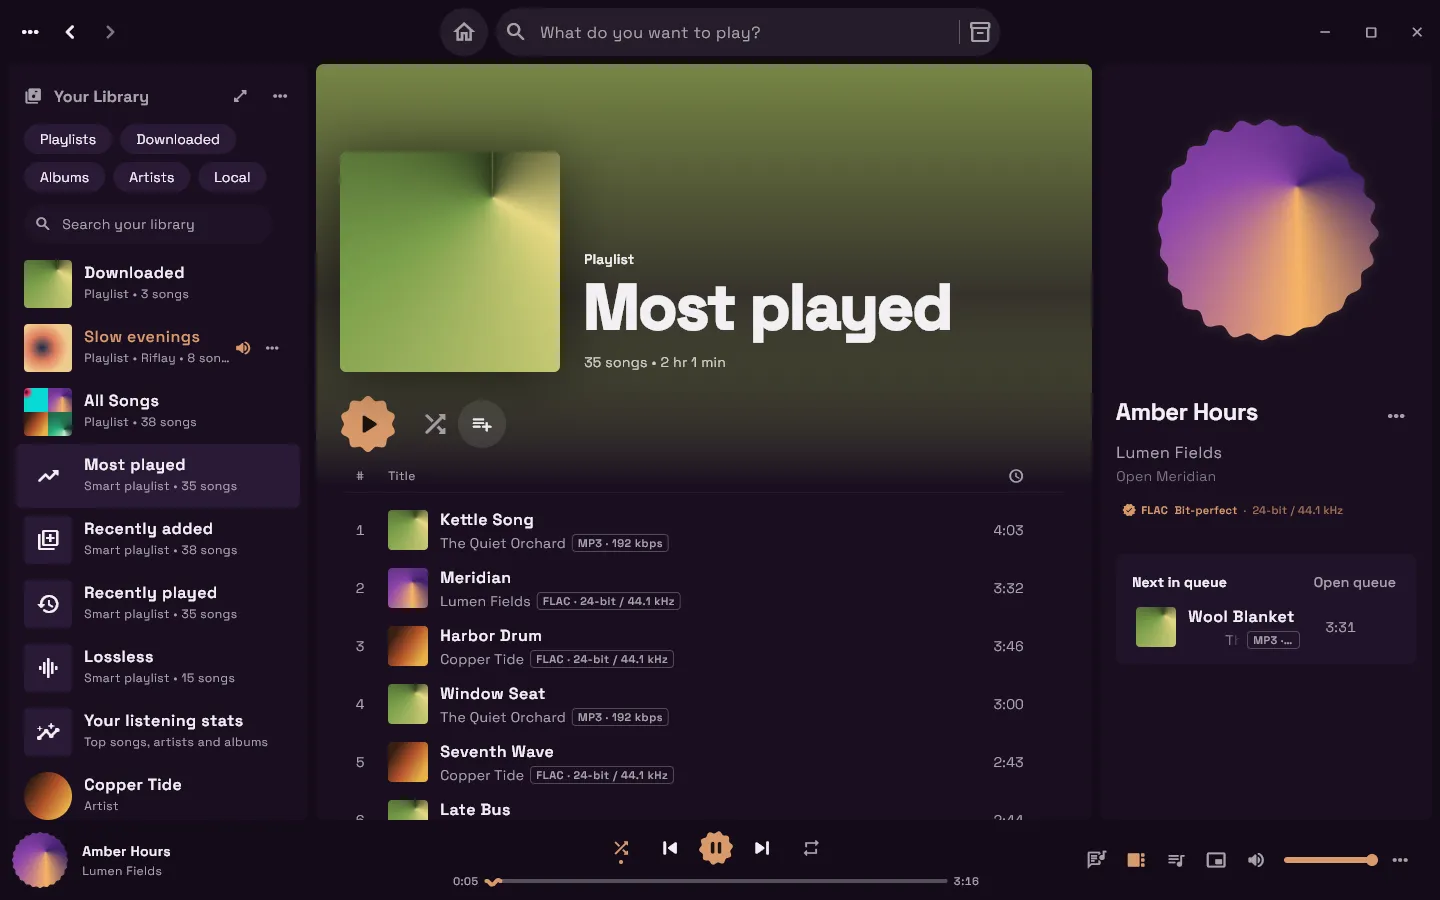 What do you want to play?
Your Library
Playlists
Downloaded
Albums
Artists
Local
Search your library
Downloaded
Playlist • 3 songs
Slow evenings
Playlist • Riflay • 8 son...
All Songs
Playlist • 38 songs
Most played
Smart playlist • 35 songs
Recently added
Smart playlist • 38 songs
Recently played
Smart playlist • 35 songs
Lossless
Smart playlist • 15 songs
Your listening stats
Top songs, artists and albums
Copper Tide
Artist
Playlist
Most played
35 songs • 2 hr 1 min
# Title
1 Kettle Song 4:03
The Quiet Orchard MP3 · 192 kbps
2 Meridian 3:32
Lumen Fields FLAC · 24-bit / 44.1 kHz
3 Harbor Drum 3:46
Copper Tide FLAC · 24-bit / 44.1 kHz
4 Window Seat 3:00
The Quiet Orchard MP3 · 192 kbps
5 Seventh Wave 2:43
Copper Tide FLAC · 24-bit / 44.1 kHz
Late Bus
Amber Hours
Lumen Fields
Open Meridian
FLAC Bit-perfect · 24-bit / 44.1 kHz
Next in queue
Open queue
Wool Blanket 3:31
MP3 ·...
Amber Hours
Lumen Fields
0:05
3:16